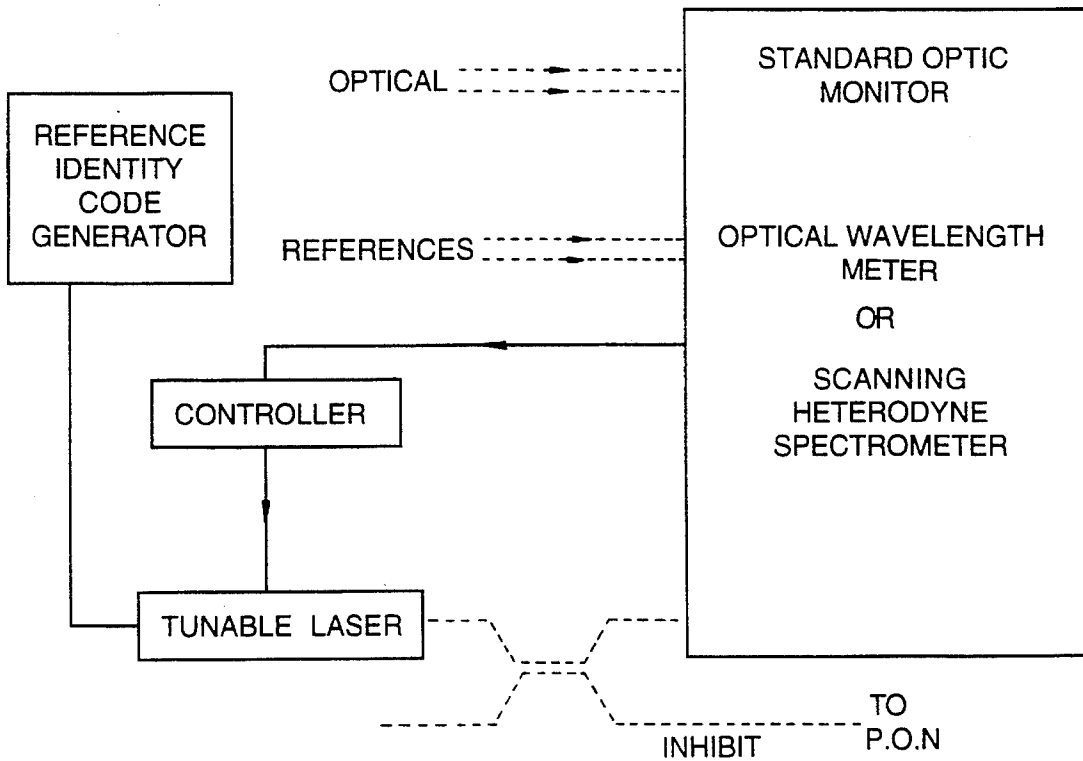 STANDARD OPTIC
MONITOR
OPTICAL
REFERENCE
IDENTITY
CODE
GENERATOR
REFERENCES
OPTICAL WAVELENGTH
METER
OR
SCANNING
HETERODYNE
SPECTROMETER
CONTROLLER
TUNABLE LASER
INHIBIT
TO
P.O.N